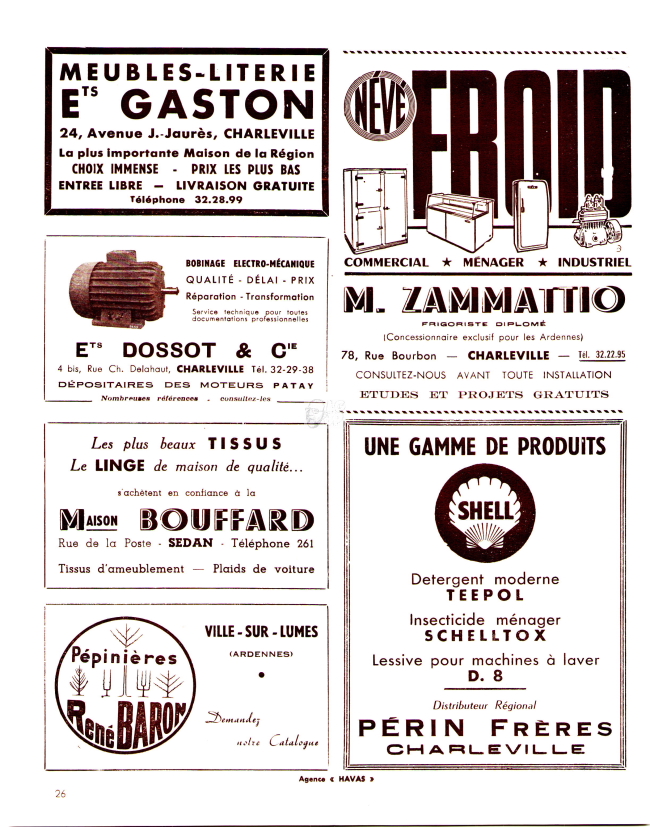 MEUBLES-LITERIE
ETS GASTON
24, Avenue J.-Jaurès, CHARLEVILLE
La plus importante Maison de la Région
CHOIX IMMENSE - PRIX LES PLUS BAS
ENTREE LIBRE — LIVRAISON GRATUITE
Téléphone 32.28.99
BOBINAGE ELECTRO-MÉCANIQUE
QUALITÉ - DÉLAI - PRIX
Réparation - Transformation
Service technique pour toutes
documentations professionnelles
ETS DOSSOT & CIE
4 bis, Rue Ch. Delahaut, CHARLEVILLE Tél. 32-29-38
DÉPOSITAIRES DES MOTEURS PATAY
Nombreuses références - consultez-les
Les plus beaux TISSUS
Le LINGE de maison de qualité...
s'achètent en confiance à la
MAISON BOUFFARD
Rue de la Poste - SEDAN - Téléphone 261
Tissus d'ameublement — Plaids de voiture
Pépinières
René BARON
VILLE-SUR-LUMES
(ARDENNES)
Demandez
notre Catalogue
NÉVÉ
FROID
COMMERCIAL ★ MÉNAGER ★ INDUSTRIEL
M. ZAMMATTIO
FRIGORISTE DIPLOMÉ
(Concessionnaire exclusif pour les Ardennes)
78, Rue Bourbon — CHARLEVILLE — Tél. 32.22.95
CONSULTEZ-NOUS AVANT TOUTE INSTALLATION
ETUDES ET PROJETS GRATUITS
UNE GAMME DE PRODUiTS
SHELL
Detergent moderne
TEEPOL
Insecticide ménager
SCHELLTOX
Lessive pour machines à laver
D. 8
Distributeur Régional
PÉRIN FRÈRES
CHARLEVILLE
Agence « HAVAS »
26